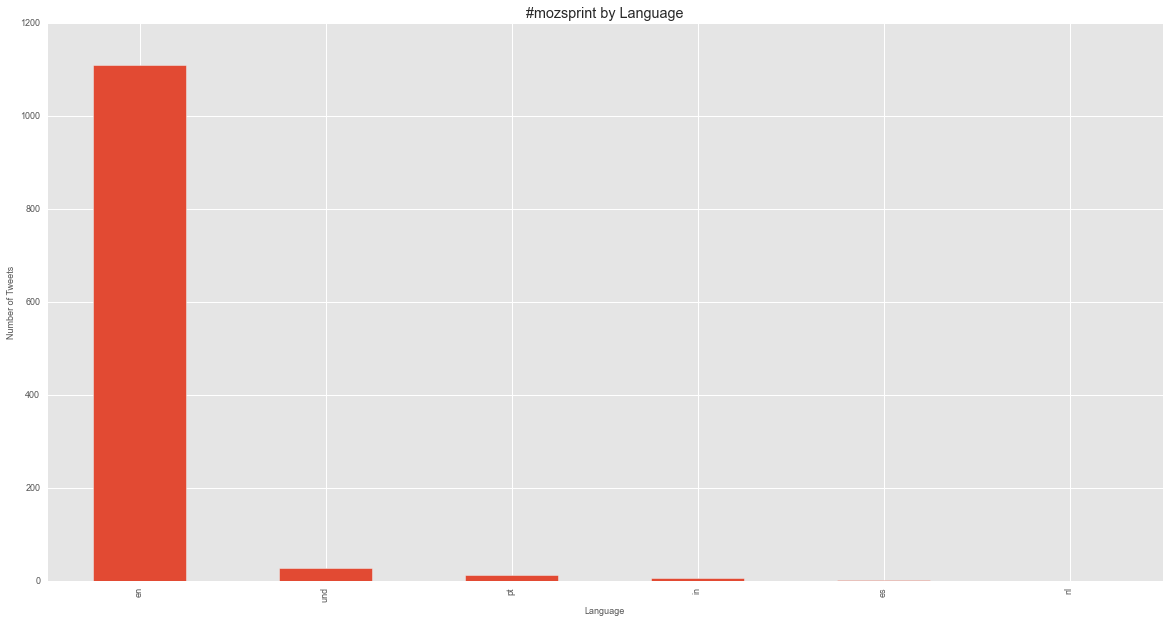 #mozsprint by Language
1200
1000
800
600
400
200
0
Number of Tweets
en
und
pt
in
es
nl
Language